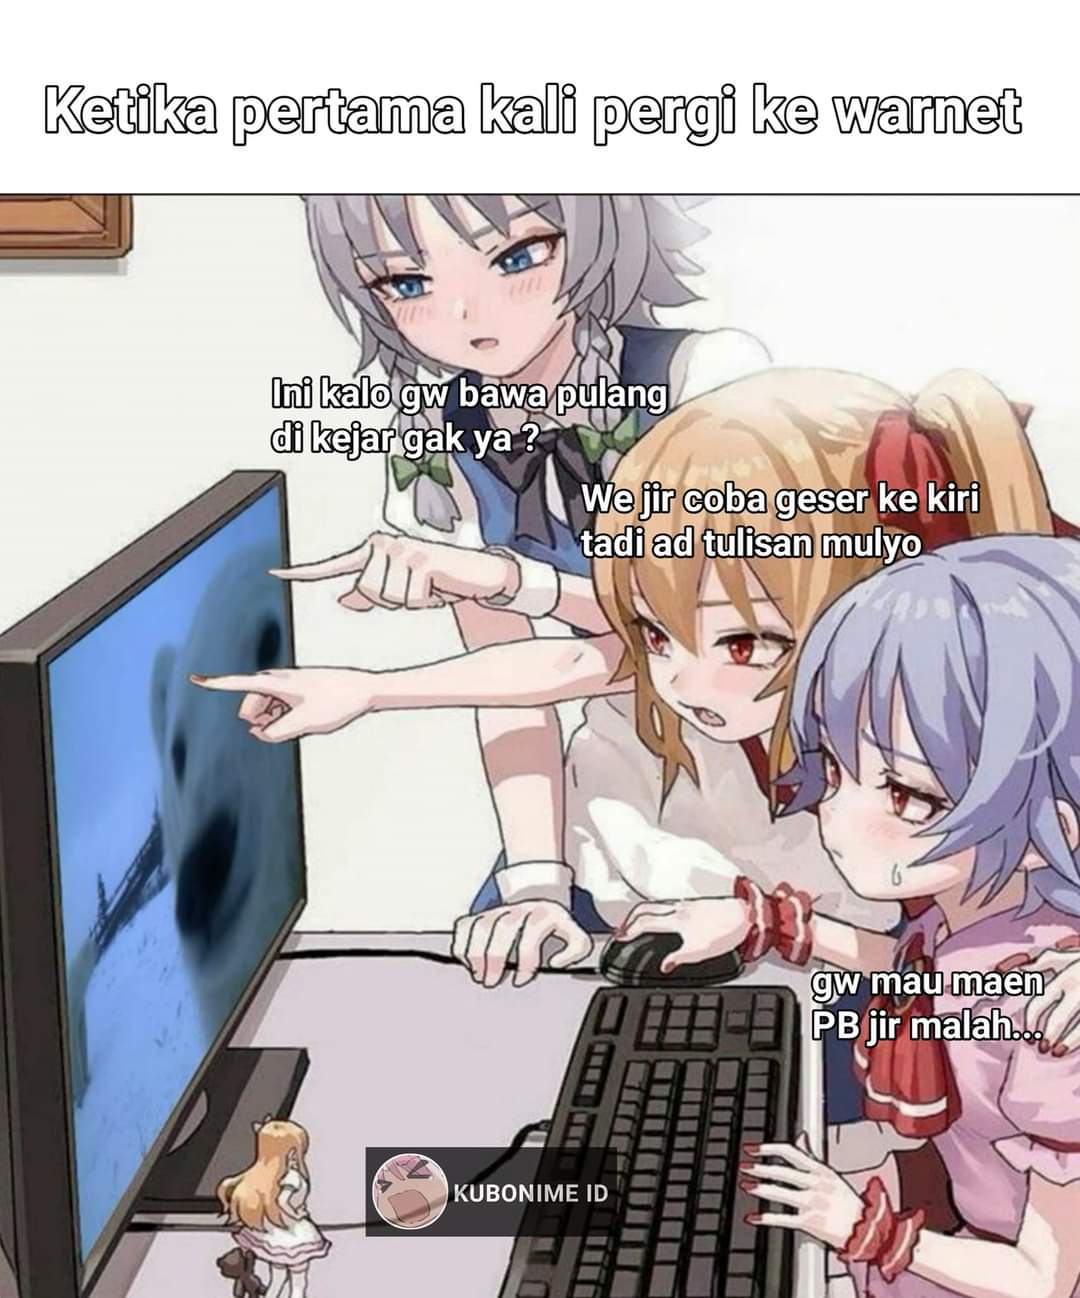 Ketika pertama kali pergi ke warnet
Ini kalo gw bawa pulang
di kejar gak ya ?
We jir coba geser ke kiri
tadi ad tulisan mulyo
gw mau maen
PB jir malah...
KUBONIME ID